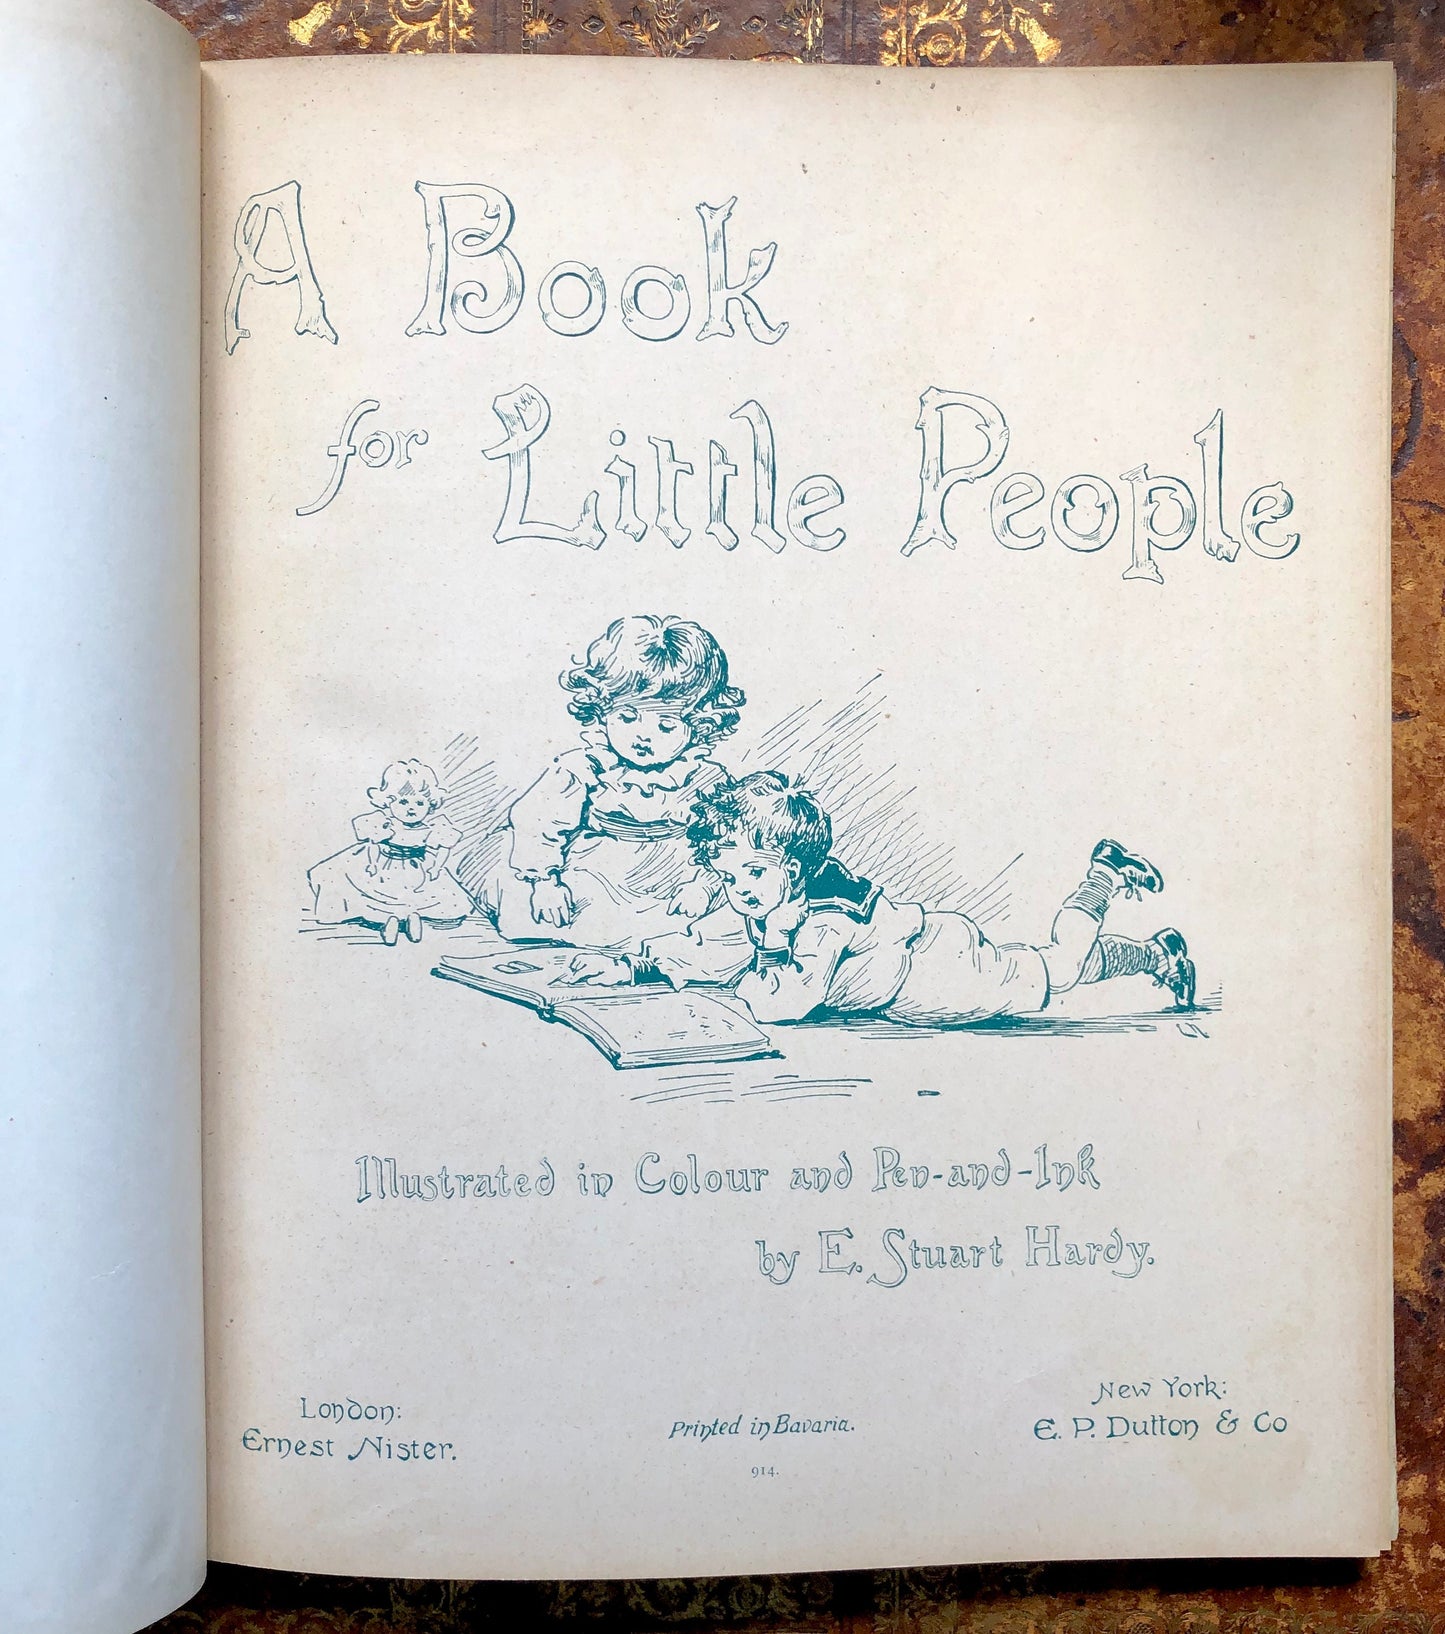 A Book
for Little People
Illustrated in Colour and Pen-and-Ink
by E. Stuart Hardy.
London:
Ernest Nister.
Printed in Bavaria.
914.
New York:
E. P. Dutton & Co